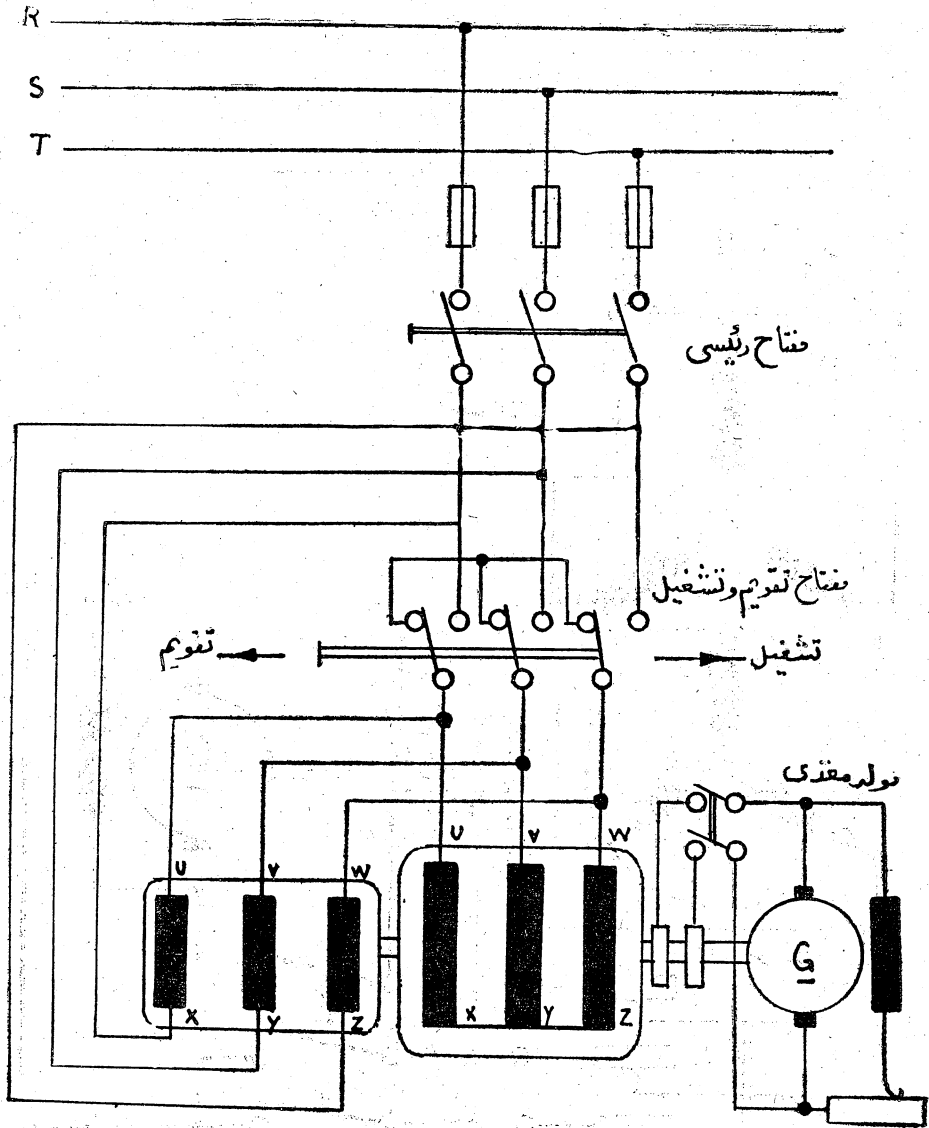 R
S
T
مفتاح رئيسى
مفتاح تقويم وتشغيل
تقويم
تشغيل
مولد مغذى
U V W
U V W
G
X Y Z
X Y Z